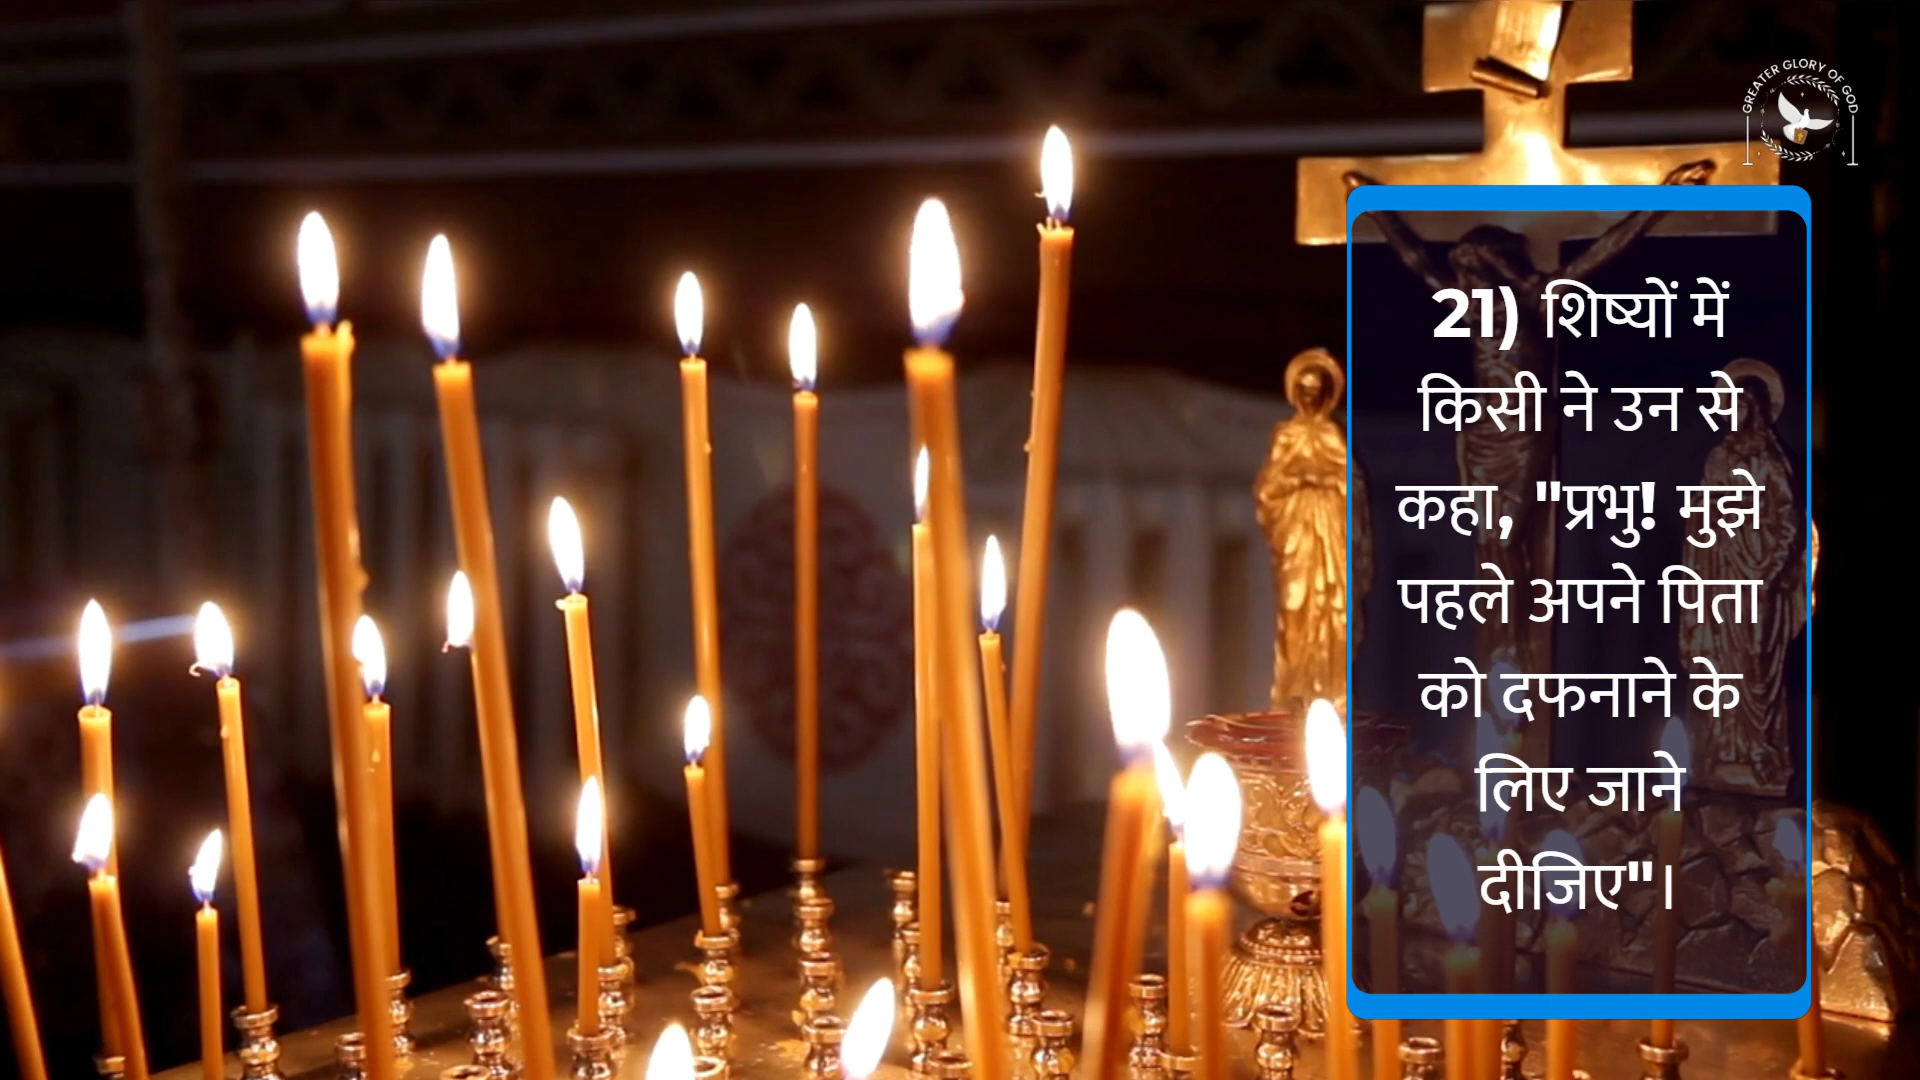 GREATER GLORY OF GOD
21) शिष्यों में
किसी ने उन से
कहा, "प्रभु! मुझे
पहले अपने पिता
को दफनाने के
लिए जाने
दीजिए"।